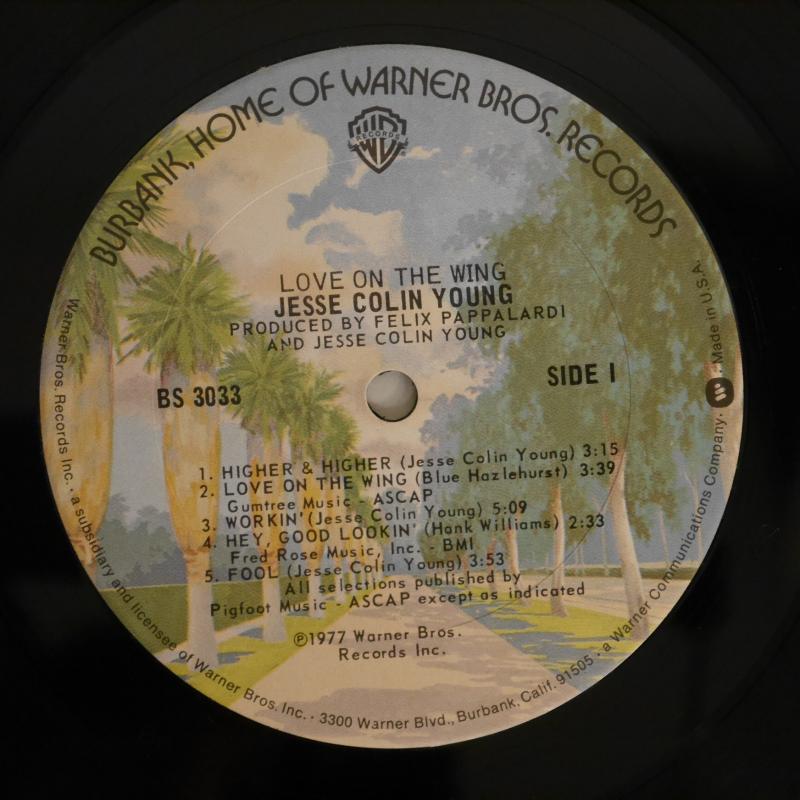 BURBANK, HOME OF WARNER BROS. RECORDS
RECORDS
LOVE ON THE WING
JESSE COLIN YOUNG
PRODUCED BY FELIX PAPPALARDI
AND JESSE COLIN YOUNG
BS 3033
SIDE 1
1. HIGHER & HIGHER (Jesse Colin Young) 3:15
2. LOVE ON THE WING (Blue Hazlehurst) 3:39
Gumtree Music - ASCAP
3. WORKIN' (Jesse Colin Young) 5:09
4. HEY, GOOD LOOKIN' (Hank Williams) 2:33
Fred Rose Music, Inc. - BMI
5. FOOL (Jesse Colin Young) 3:53
All selections published by
Pigfoot Music - ASCAP except as indicated
℗1977 Warner Bros.
Records Inc.
Warner Bros. Records Inc. · a subsidiary and licensee of Warner Bros. Inc. · 3300 Warner Blvd., Burbank, Calif. 91505 · a Warner Communications Company · Made in U.S.A.